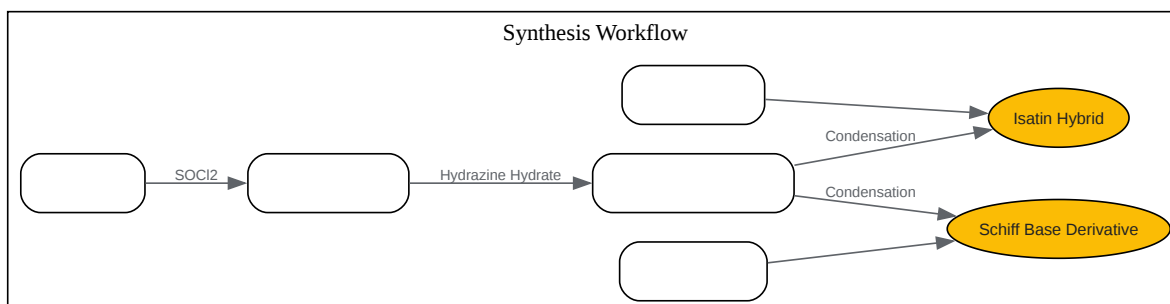 Synthesis Workflow
SOCl2
Hydrazine Hydrate
Condensation
Isatin Hybrid
Condensation
Schiff Base Derivative